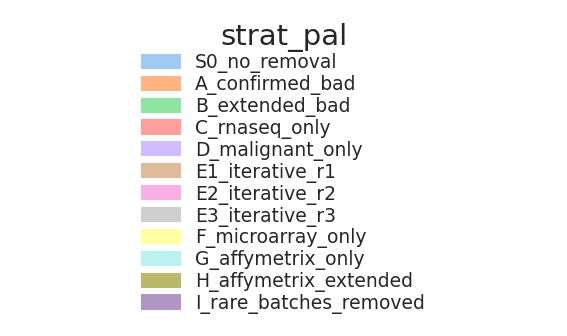 strat_pal
S0_no_removal
A_confirmed_bad
B_extended_bad
C_rnaseq_only
D_malignant_only
E1_iterative_r1
E2_iterative_r2
E3_iterative_r3
F_microarray_only
G_affymetrix_only
H_affymetrix_extended
I_rare_batches_removed